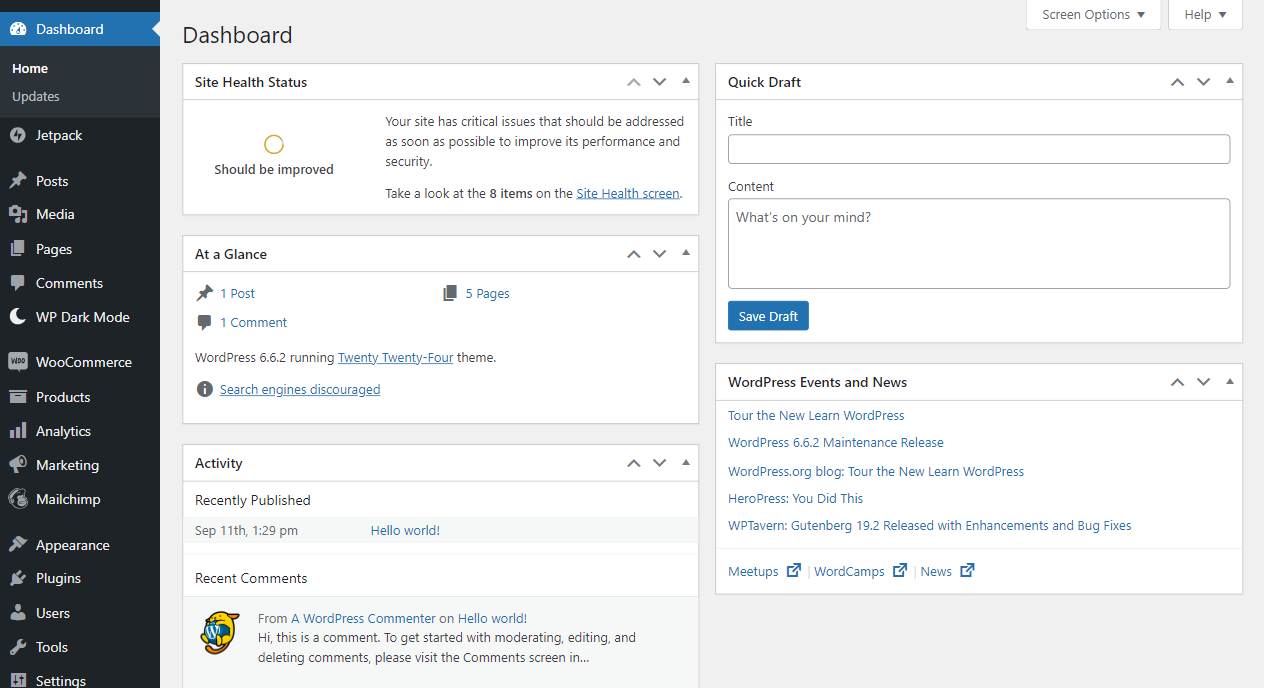 Dashboard
Home
Updates
Jetpack
Posts
Media
Pages
Comments
WP Dark Mode
WooCommerce
Products
Analytics
Marketing
Mailchimp
Appearance
Plugins
Users
Tools
Settings
Screen Options
Help
Dashboard
Site Health Status
Should be improved
Your site has critical issues that should be addressed
as soon as possible to improve its performance and
security.
Take a look at the 8 items on the Site Health screen.
At a Glance
1 Post
5 Pages
1 Comment
WordPress 6.6.2 running Twenty Twenty-Four theme.
Search engines discouraged
Activity
Recently Published
Sep 11th, 1:29 pm Hello world!
Recent Comments
From A WordPress Commenter on Hello world!
Hi, this is a comment. To get started with moderating, editing, and
deleting comments, please visit the Comments screen in…
Quick Draft
Title
Content
What's on your mind?
Save Draft
WordPress Events and News
Tour the New Learn WordPress
WordPress 6.6.2 Maintenance Release
WordPress.org blog: Tour the New Learn WordPress
HeroPress: You Did This
WPTavern: Gutenberg 19.2 Released with Enhancements and Bug Fixes
Meetups | WordCamps | News